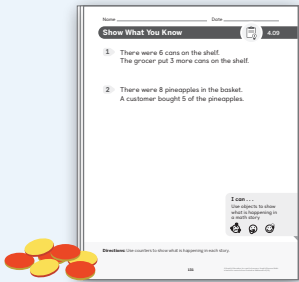 Name Date
Show What You Know 4.09
1 There were 6 cans on the shelf.
The grocer put 3 more cans on the shelf.
2 There were 8 pineapples in the basket.
A customer bought 5 of the pineapples.
I can . . .
Use objects to show
what is happening in
a math story
Directions: Use counters to show what is happening in each story.